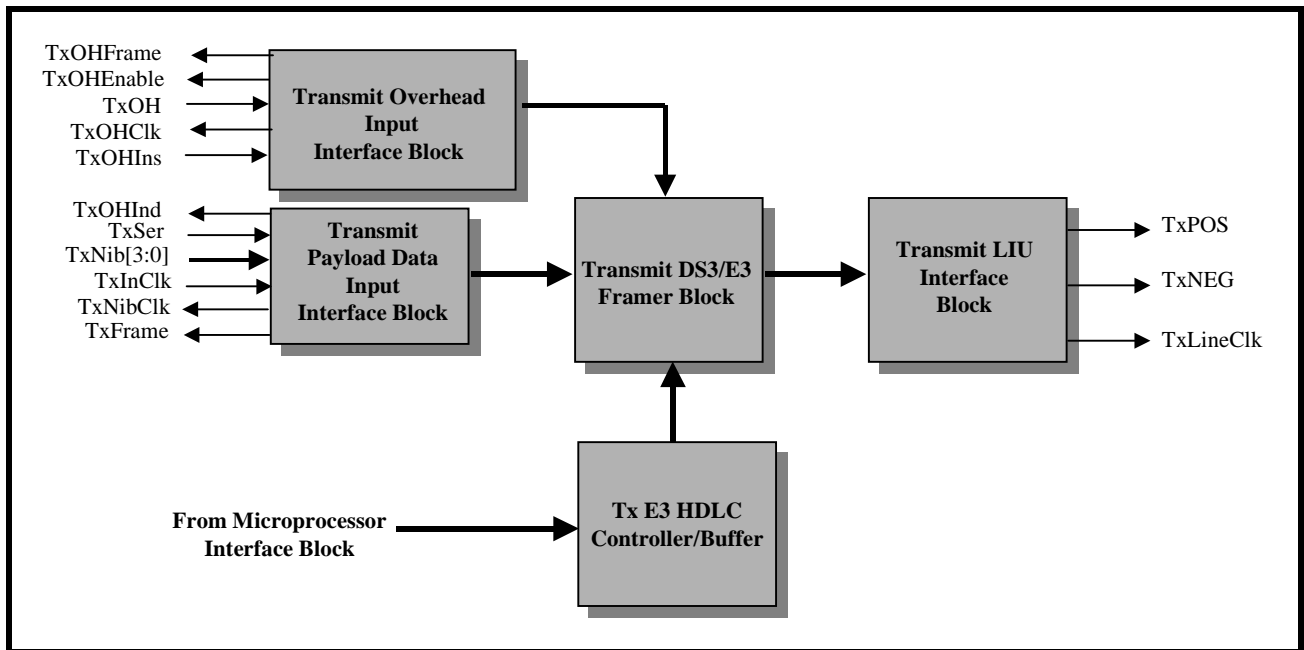 TxOHFrame
TxOHEnable
TxOH
TxOHClk
TxOHIns
Transmit Overhead
Input
Interface Block
TxOHInd
TxSer
TxNib[3:0]
TxInClk
TxNibClk
TxFrame
Transmit
Payload Data
Input
Interface Block
Transmit DS3/E3
Framer Block
Transmit LIU
Interface
Block
TxPOS
TxNEG
TxLineClk
From Microprocessor
Interface Block
Tx E3 HDLC
Controller/Buffer